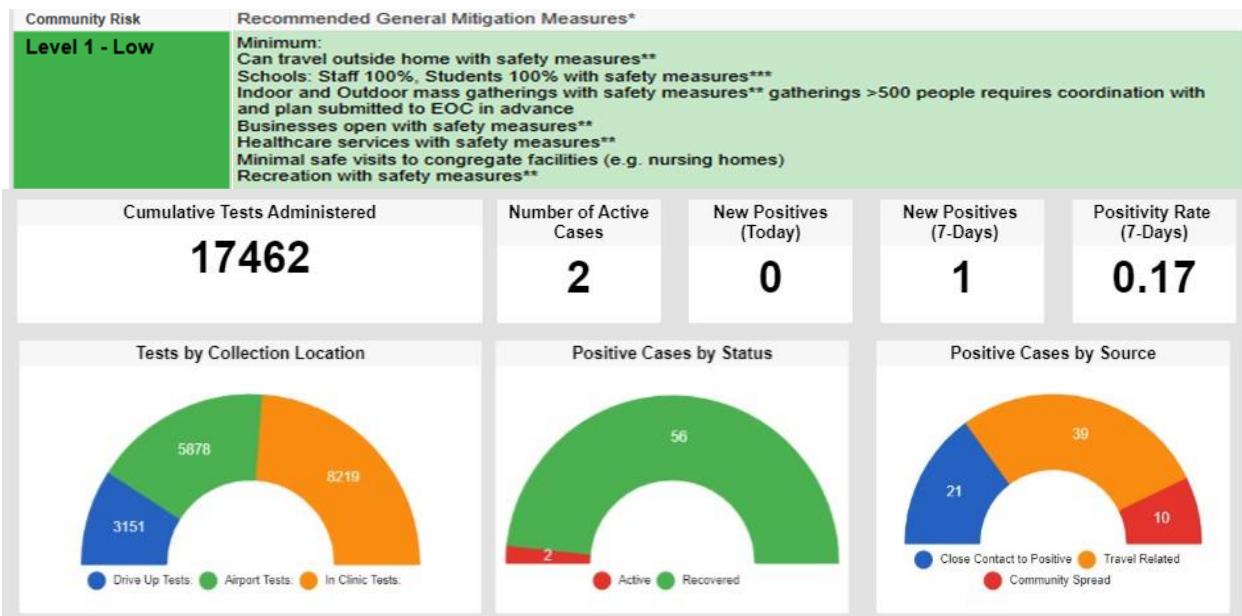 Community Risk
Recommended General Mitigation Measures*
Level 1 - Low
Minimum:
Can travel outside home with safety measures**
Schools: Staff 100%, Students 100% with safety measures***
Indoor and Outdoor mass gatherings with safety measures** gatherings >500 people requires coordination with
and plan submitted to EOC in advance
Businesses open with safety measures**
Healthcare services with safety measures**
Minimal safe visits to congregate facilities (e.g. nursing homes)
Recreation with safety measures**
Cumulative Tests Administered
17462
Number of Active
Cases
2
New Positives
(Today)
0
New Positives
(7-Days)
1
Positivity Rate
(7-Days)
0.17
Tests by Collection Location
5878
8219
3151
Drive Up Tests: Airport Tests: In Clinic Tests:
Positive Cases by Status
56
2
Active Recovered
Positive Cases by Source
39
21
10
Close Contact to Positive Travel Related
Community Spread